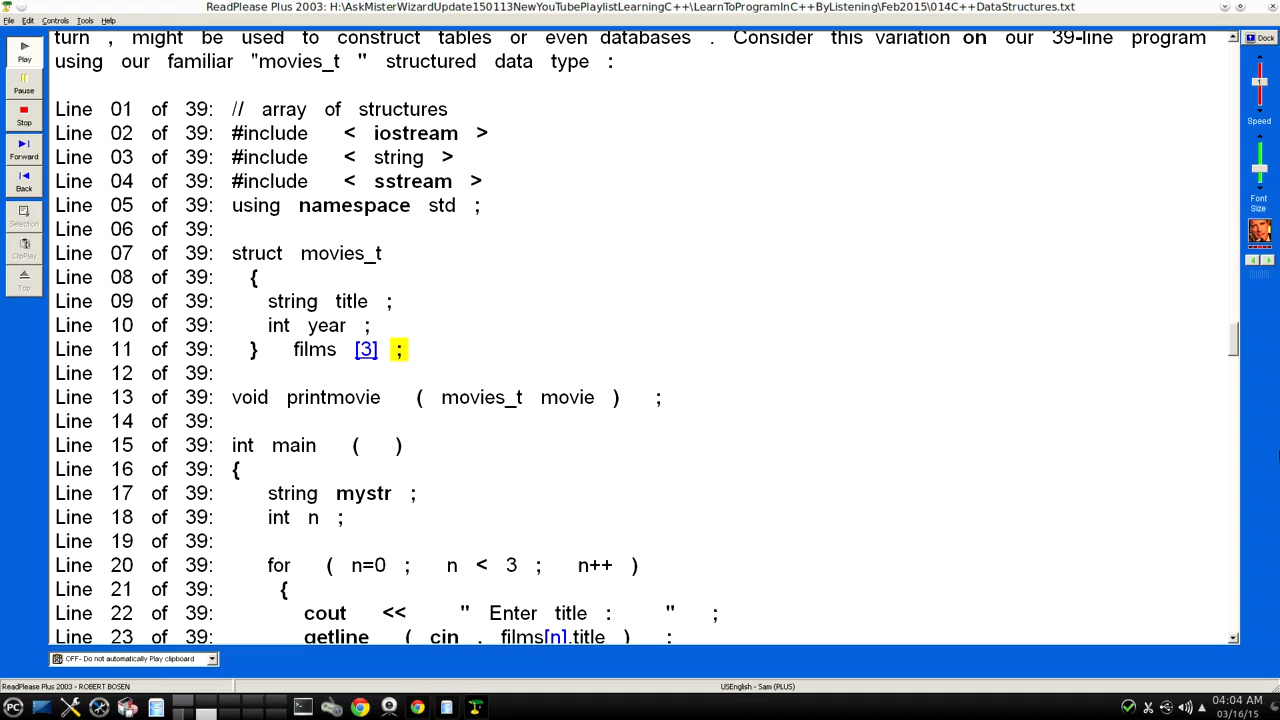 ReadPlease Plus 2003: H:\AskMisterWizardUpdate150113NewYouTubePlaylistLearningC++\LearnToProgramInC++ByListening\Feb2015\014C++DataStructures.txt
File Edit Controls Tools Help
turn , might be used to construct tables or even databases . Consider this variation on our 39-line program
using our familiar "movies_t " structured data type :
Line 01 of 39: // array of structures
Line 02 of 39: #include < iostream >
Line 03 of 39: #include < string >
Line 04 of 39: #include < sstream >
Line 05 of 39: using namespace std ;
Line 06 of 39:
Line 07 of 39: struct movies_t
Line 08 of 39: {
Line 09 of 39: string title ;
Line 10 of 39: int year ;
Line 11 of 39: } films [3] ;
Line 12 of 39:
Line 13 of 39: void printmovie ( movies_t movie ) ;
Line 14 of 39:
Line 15 of 39: int main ( )
Line 16 of 39: {
Line 17 of 39: string mystr ;
Line 18 of 39: int n ;
Line 19 of 39:
Line 20 of 39: for ( n=0 ; n < 3 ; n++ )
Line 21 of 39: {
Line 22 of 39: cout << " Enter title : " ;
Line 23 of 39: getline ( cin , films[n].title ) ;
Play
Pause
Stop
Forward
Back
Selection
ClipPlay
Top
Dock
Speed
Font
Size
OFF- Do not automatically Play clipboard
ReadPlease Plus 2003 - ROBERT BOSEN
USEnglish - Sam (PLUS)
PC
04:04 AM
03/16/15